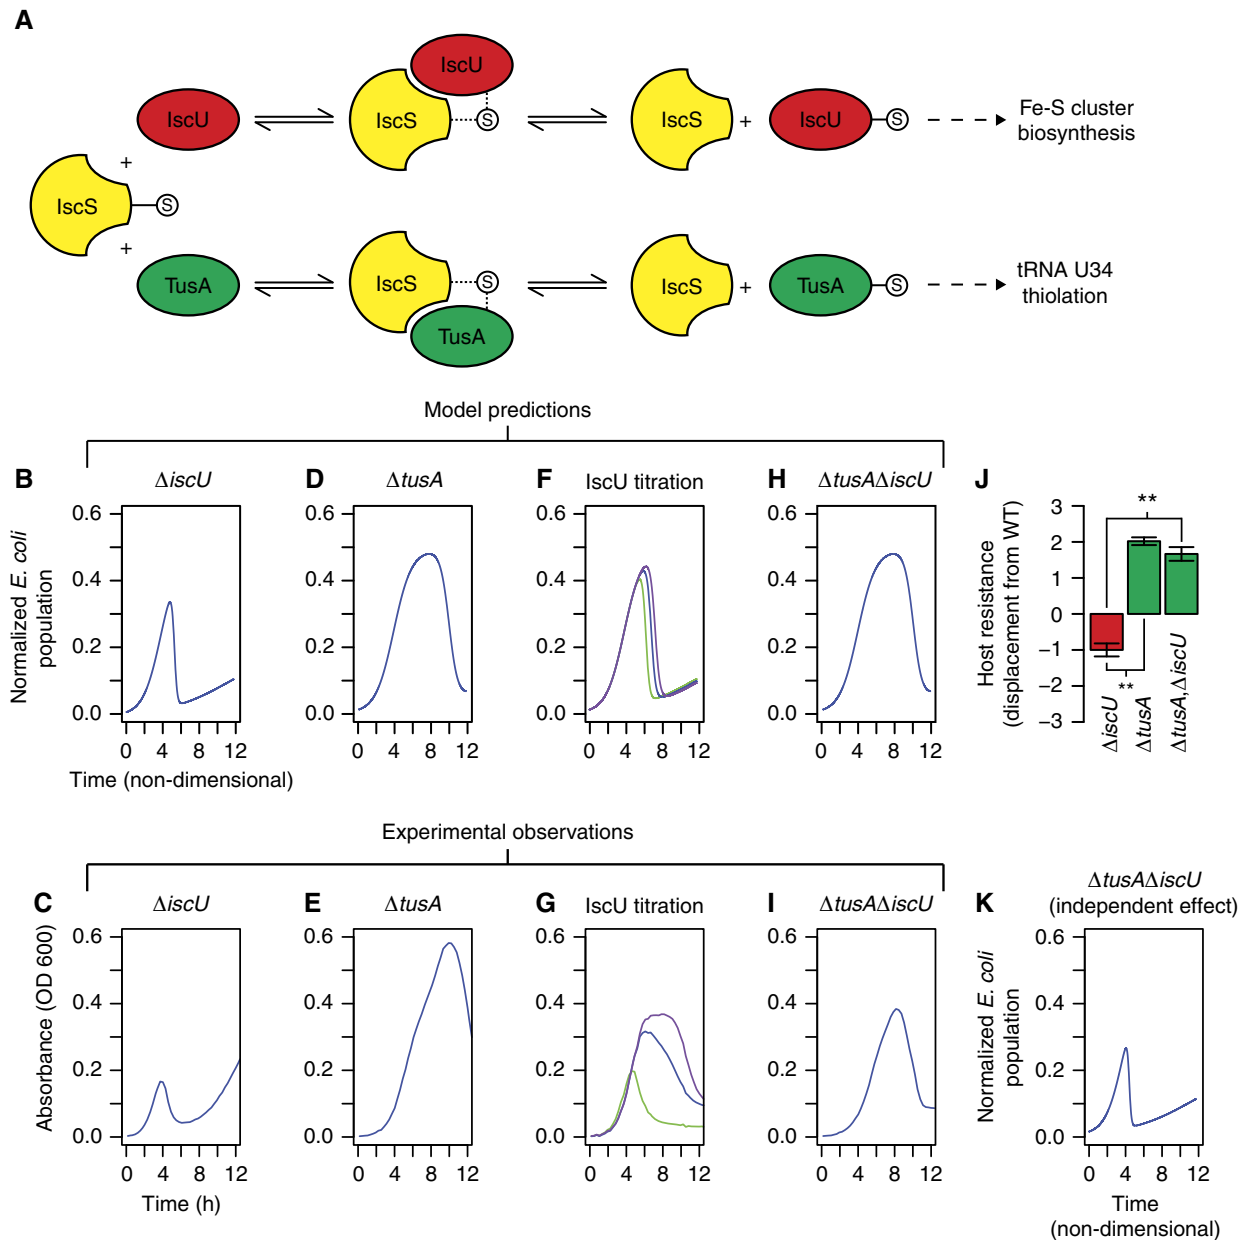 A
IscU
IscU
IscS
S
IscS
+
IscU
S
Fe-S cluster
biosynthesis
+
IscS
S
+
TusA
IscS
S
TusA
IscS
+
TusA
S
tRNA U34
thiolation
Model predictions
B
ΔiscU
D
ΔtusA
F
IscU titration
H
ΔtusAΔiscU
J
Normalized E. coli
population
0.6
0.4
0.2
0.0
0 4 8 12
Time (non-dimensional)
0.6
0.4
0.2
0.0
0 4 8 12
0.6
0.4
0.2
0.0
0 4 8 12
0.6
0.4
0.2
0.0
0 4 8 12
Host resistance
(displacement from WT)
3
2
1
0
−1
−2
−3
**
**
ΔiscU
ΔtusA
ΔtusA,ΔiscU
Experimental observations
C
ΔiscU
E
ΔtusA
G
IscU titration
I
ΔtusAΔiscU
K
ΔtusAΔiscU
(independent effect)
Absorbance (OD 600)
0.6
0.4
0.2
0.0
0 4 8 12
Time (h)
0.6
0.4
0.2
0.0
0 4 8 12
0.6
0.4
0.2
0.0
0 4 8 12
0.6
0.4
0.2
0.0
0 4 8 12
Normalized E. coli
population
0.6
0.4
0.2
0.0
0 4 8 12
Time
(non-dimensional)